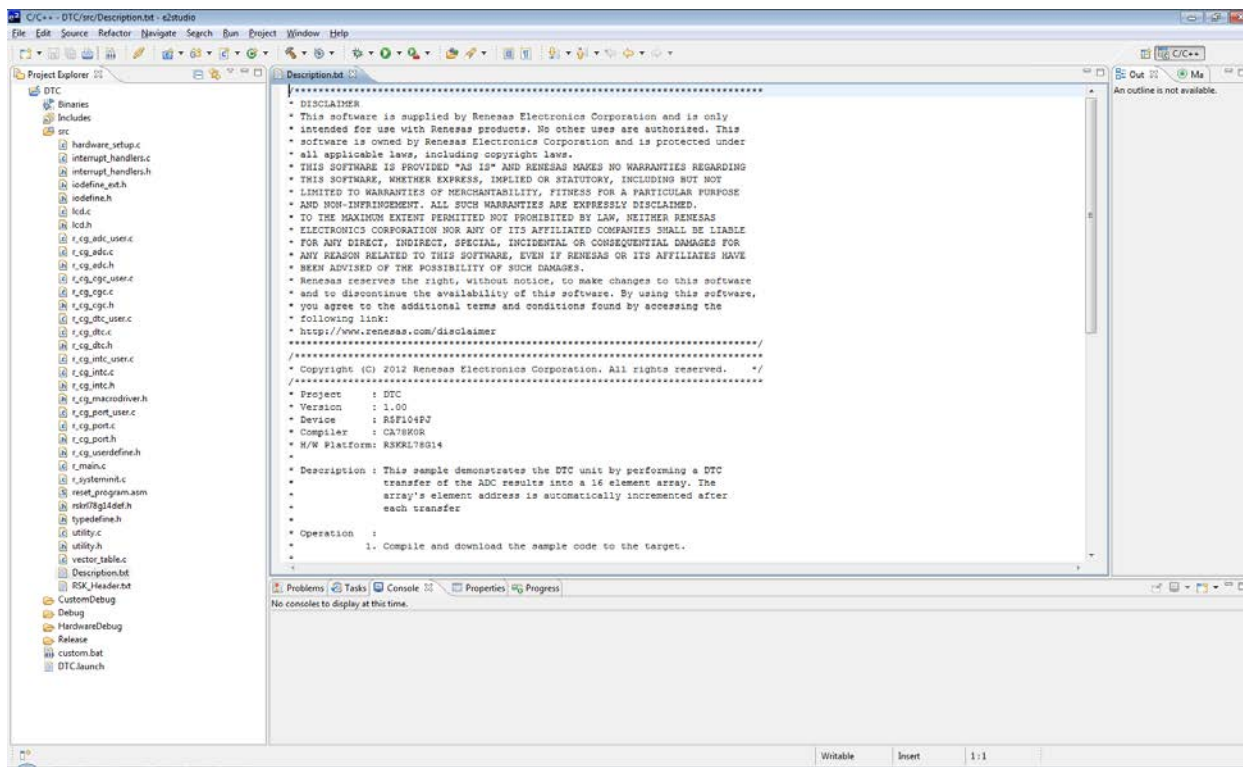 C/C++ - DTC/src/Description.txt - e2studio
File Edit Source Refactor Navigate Search Run Project Window Help
C/C++
Project Explorer
Description.txt
Out
Ma
DTC
Binaries
Includes
src
hardware_setup.c
interrupt_handlers.c
interrupt_handlers.h
iodefine_ext.h
iodefine.h
lcd.c
lcd.h
r_cg_adc_user.c
r_cg_adc.c
r_cg_adc.h
r_cg_cgc_user.c
r_cg_cgc.c
r_cg_cgc.h
r_cg_dtc_user.c
r_cg_dtc.c
r_cg_dtc.h
r_cg_intc_user.c
r_cg_intc.c
r_cg_intc.h
r_cg_macrodriver.h
r_cg_port_user.c
r_cg_port.c
r_cg_port.h
r_cg_userdefine.h
r_main.c
r_systeminit.c
reset_program.asm
rskrl78g14def.h
typedefine.h
utility.c
utility.h
vector_table.c
Description.txt
RSK_Header.txt
CustomDebug
Debug
HardwareDebug
Release
custom.bat
DTC.launch
/***************************************************************************
* DISCLAIMER
* This software is supplied by Renesas Electronics Corporation and is only
* intended for use with Renesas products. No other uses are authorized. This
* software is owned by Renesas Electronics Corporation and is protected under
* all applicable laws, including copyright laws.
* THIS SOFTWARE IS PROVIDED "AS IS" AND RENESAS MAKES NO WARRANTIES REGARDING
* THIS SOFTWARE, WHETHER EXPRESS, IMPLIED OR STATUTORY, INCLUDING BUT NOT
* LIMITED TO WARRANTIES OF MERCHANTABILITY, FITNESS FOR A PARTICULAR PURPOSE
* AND NON-INFRINGEMENT. ALL SUCH WARRANTIES ARE EXPRESSLY DISCLAIMED.
* TO THE MAXIMUM EXTENT PERMITTED NOT PROHIBITED BY LAW, NEITHER RENESAS
* ELECTRONICS CORPORATION NOR ANY OF ITS AFFILIATED COMPANIES SHALL BE LIABLE
* FOR ANY DIRECT, INDIRECT, SPECIAL, INCIDENTAL OR CONSEQUENTIAL DAMAGES FOR
* ANY REASON RELATED TO THIS SOFTWARE, EVEN IF RENESAS OR ITS AFFILIATES HAVE
* BEEN ADVISED OF THE POSSIBILITY OF SUCH DAMAGES.
* Renesas reserves the right, without notice, to make changes to this software
* and to discontinue the availability of this software. By using this software,
* you agree to the additional terms and conditions found by accessing the
* following link:
* http://www.renesas.com/disclaimer
***************************************************************************/
/***************************************************************************
* Copyright (C) 2012 Renesas Electronics Corporation. All rights reserved. */
/***************************************************************************
* Project : DTC
* Version : 1.00
* Device : R5F104PJ
* Compiler : CA78K0R
* H/W Platform: RSKRL78G14
*
* Description : This sample demonstrates the DTC unit by performing a DTC
* transfer of the ADC results into a 16 element array. The
* array's element address is automatically incremented after
* each transfer
*
* Operation :
* 1. Compile and download the sample code to the target.
*
An outline is not available.
Problems Tasks Console Properties Progress
No consoles to display at this time.
Writable Insert 1:1